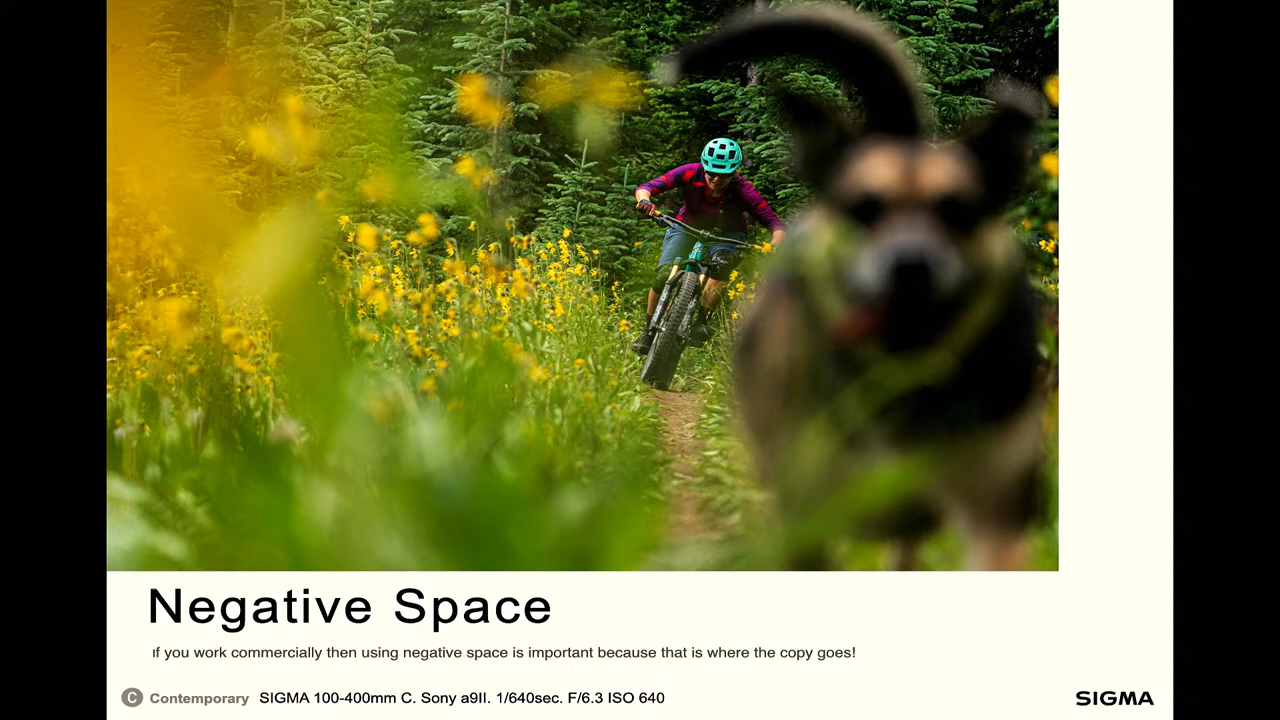 Negative Space
If you work commercially then using negative space is important because that is where the copy goes!
C Contemporary SIGMA 100-400mm C. Sony a9II. 1/640sec. F/6.3 ISO 640
SIGMA